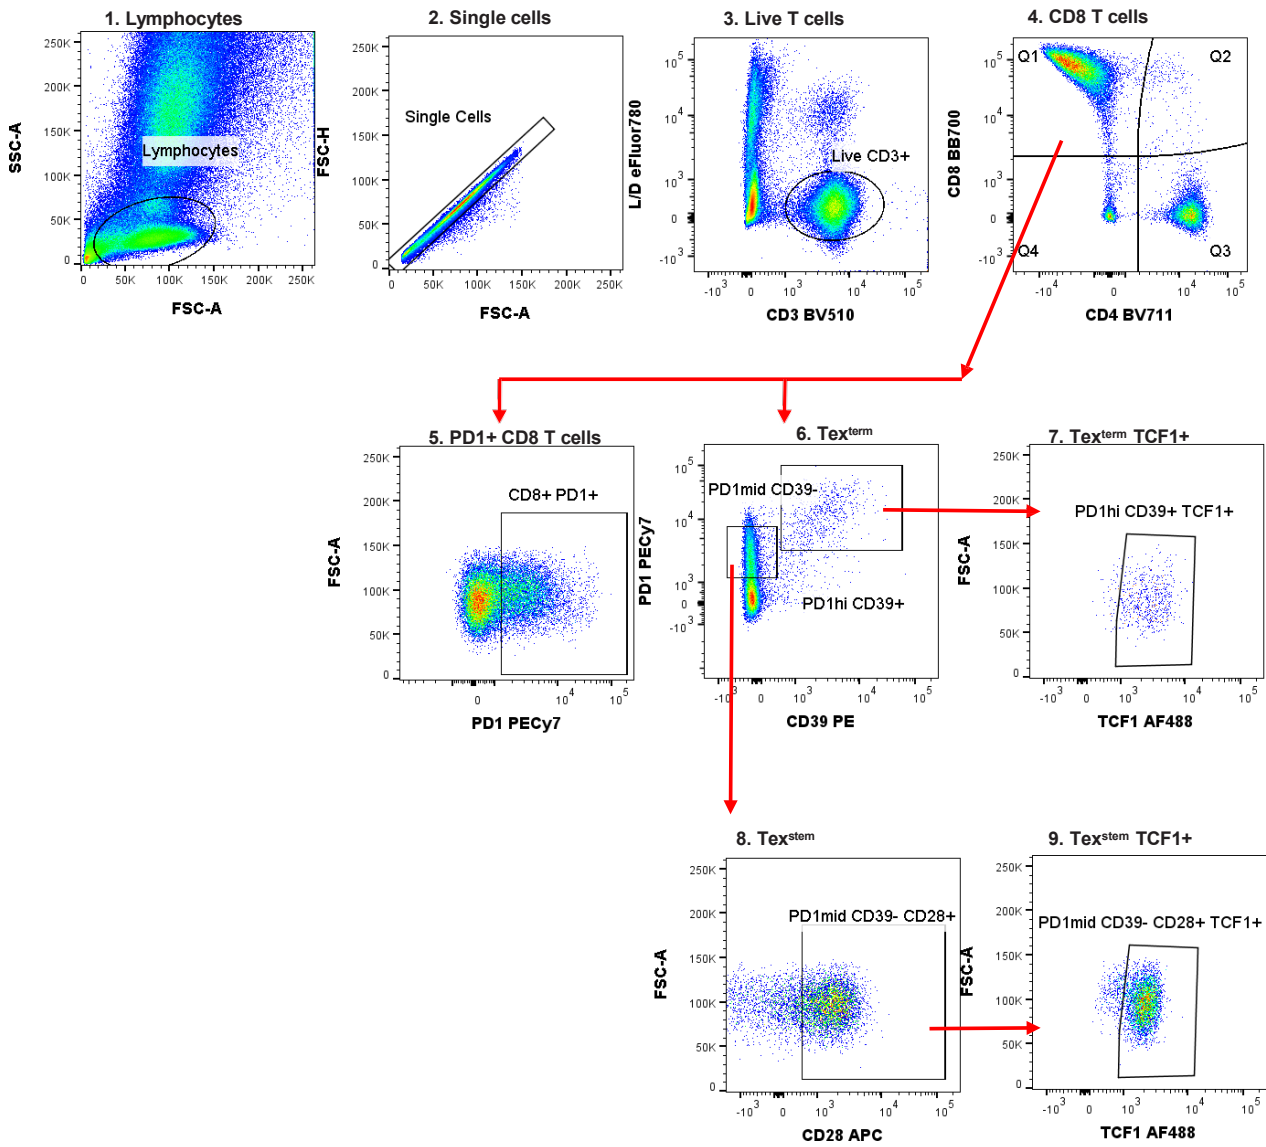 1. Lymphocytes
250K
200K
150K
100K
50K
0
SSC-A
Lymphocytes
0
50K
100K
150K
200K
250K
FSC-A
2. Single cells
250K
200K
150K
100K
50K
0
FSC-H
Single Cells
0
50K
100K
150K
200K
250K
FSC-A
3. Live T cells
10^5
10^4
10^3
0
-10^3
L/D eFluor780
Live CD3+
-10^3
0
10^3
10^4
10^5
CD3 BV510
4. CD8 T cells
10^5
10^4
10^3
0
-10^3
CD8 BB700
Q1
Q2
Q4
Q3
-10^4
0
10^4
10^5
CD4 BV711
5. PD1+ CD8 T cells
250K
200K
150K
100K
50K
0
FSC-A
CD8+ PD1+
0
10^4
10^5
PD1 PECy7
6. Tex^term
10^5
10^4
10^3
0
-10^3
PD1 PECy7
PD1mid CD39-
PD1hi CD39+
-10^3
0
10^3
10^4
10^5
CD39 PE
7. Tex^term TCF1+
250K
200K
150K
100K
50K
0
FSC-A
PD1hi CD39+ TCF1+
-10^3
0
10^3
10^4
10^5
TCF1 AF488
8. Tex^stem
250K
200K
150K
100K
50K
0
FSC-A
PD1mid CD39- CD28+
-10^3
0
10^3
10^4
10^5
CD28 APC
9. Tex^stem TCF1+
250K
200K
150K
100K
50K
0
FSC-A
PD1mid CD39- CD28+ TCF1+
-10^3
0
10^3
10^4
10^5
TCF1 AF488